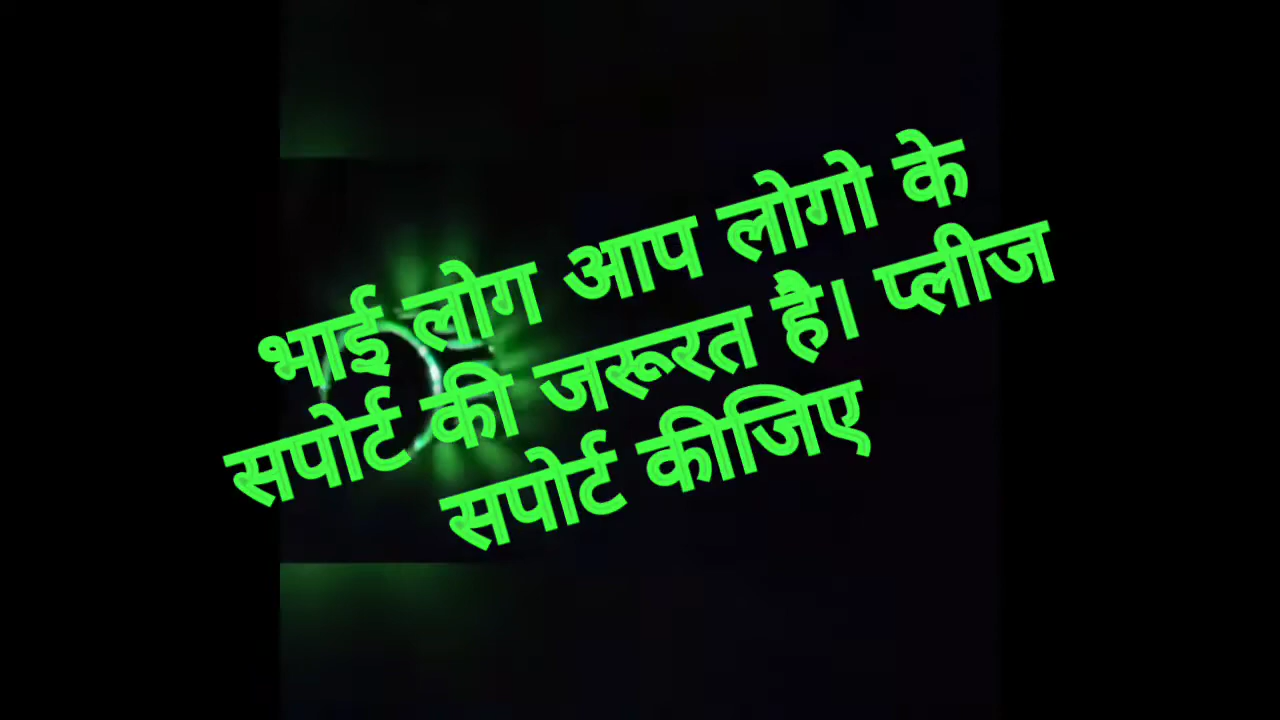 भाई लोग आप लोगो के
सपोर्ट की जरूरत है। प्लीज
सपोर्ट कीजिए